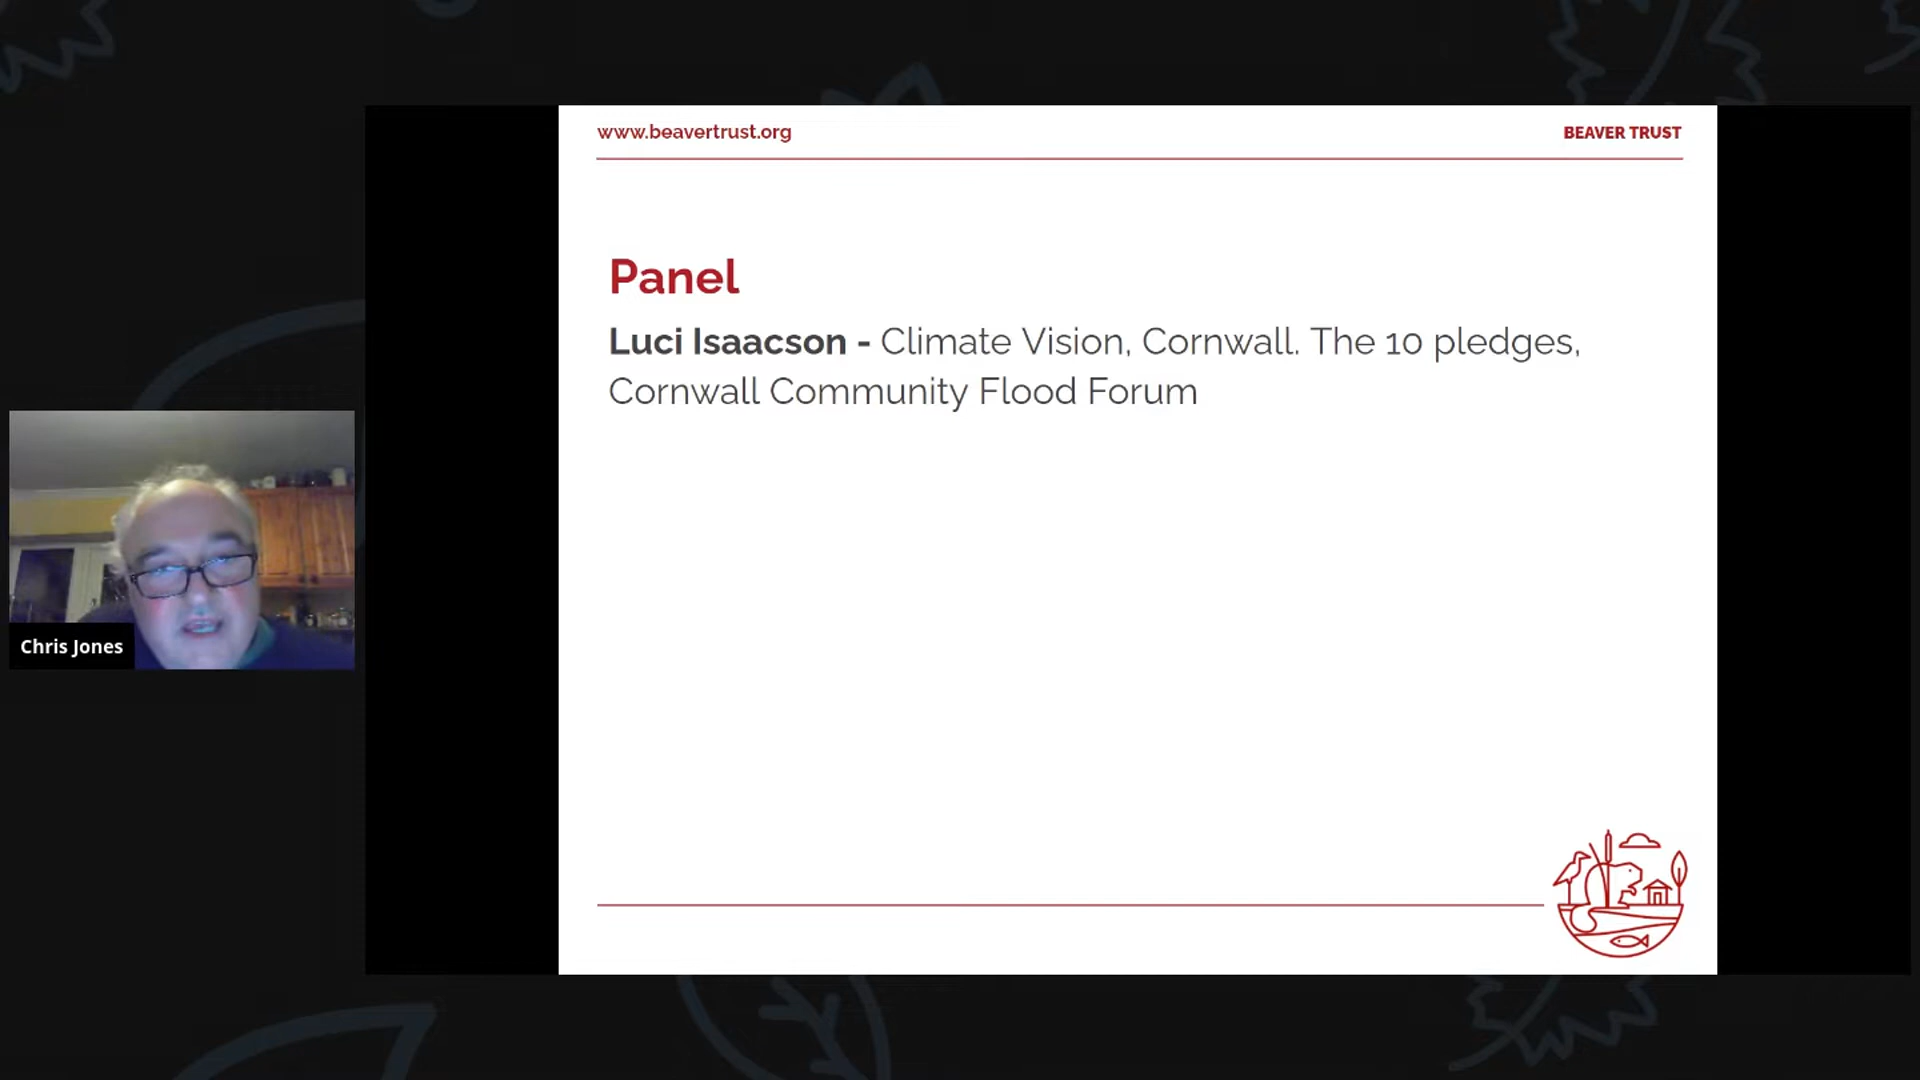 www.beavertrust.org
BEAVER TRUST
Panel
Luci Isaacson - Climate Vision, Cornwall. The 10 pledges,
Cornwall Community Flood Forum
Chris Jones